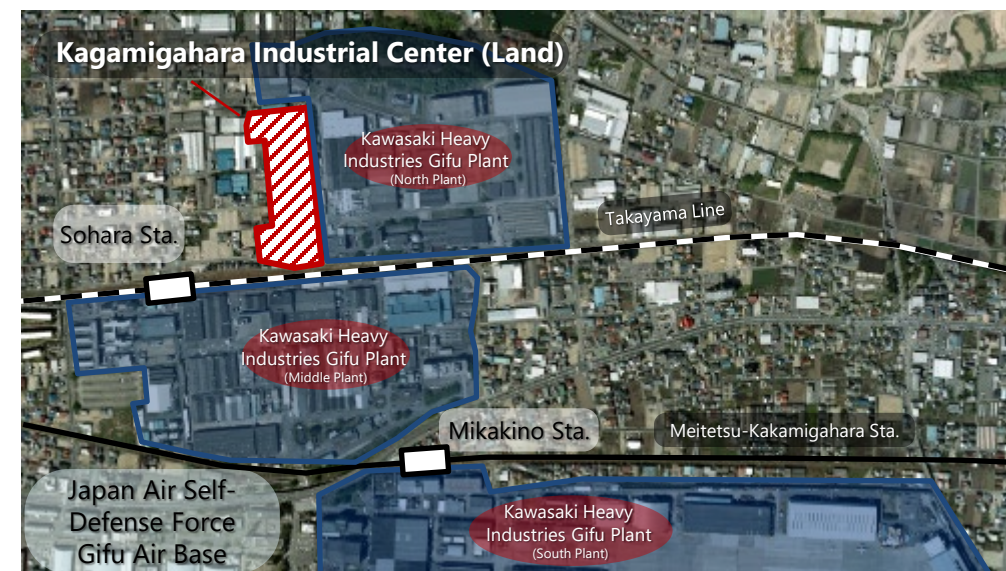 Kagamigahara Industrial Center (Land)
Kawasaki Heavy
Industries Gifu Plant
(North Plant)
Takayama Line
Sohara Sta.
Kawasaki Heavy
Industries Gifu Plant
(Middle Plant)
Mikakino Sta.
Meitetsu-Kakamigahara Sta.
Japan Air Self-
Defense Force
Gifu Air Base
Kawasaki Heavy
Industries Gifu Plant
(South Plant)